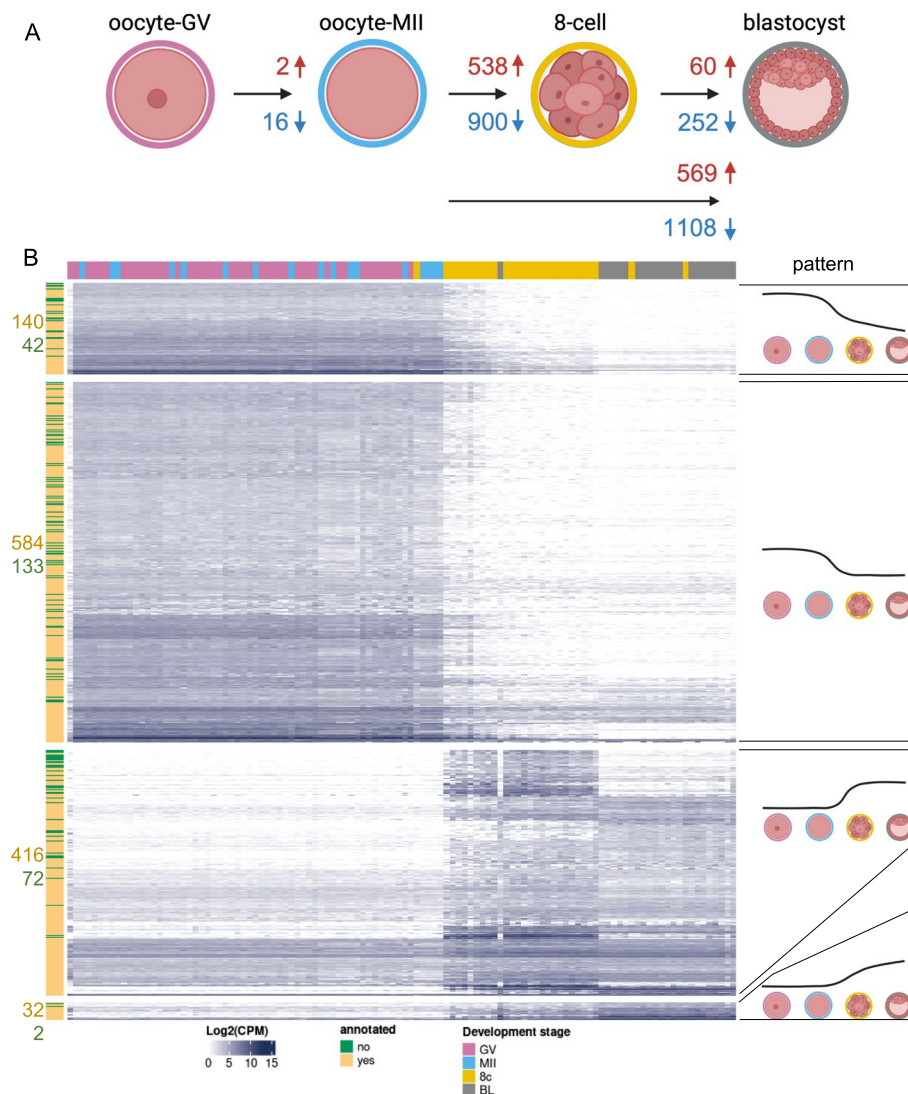 A
oocyte-GV oocyte-MII 8-cell blastocyst
2↑ 538↑ 60↑
16↓ 900↓ 252↓
569↑
1108↓
B
pattern
140
42
584
133
416
72
32
2
Log2(CPM) annotated Development stage
0 5 10 15
no
yes
GV
MII
8c
BL